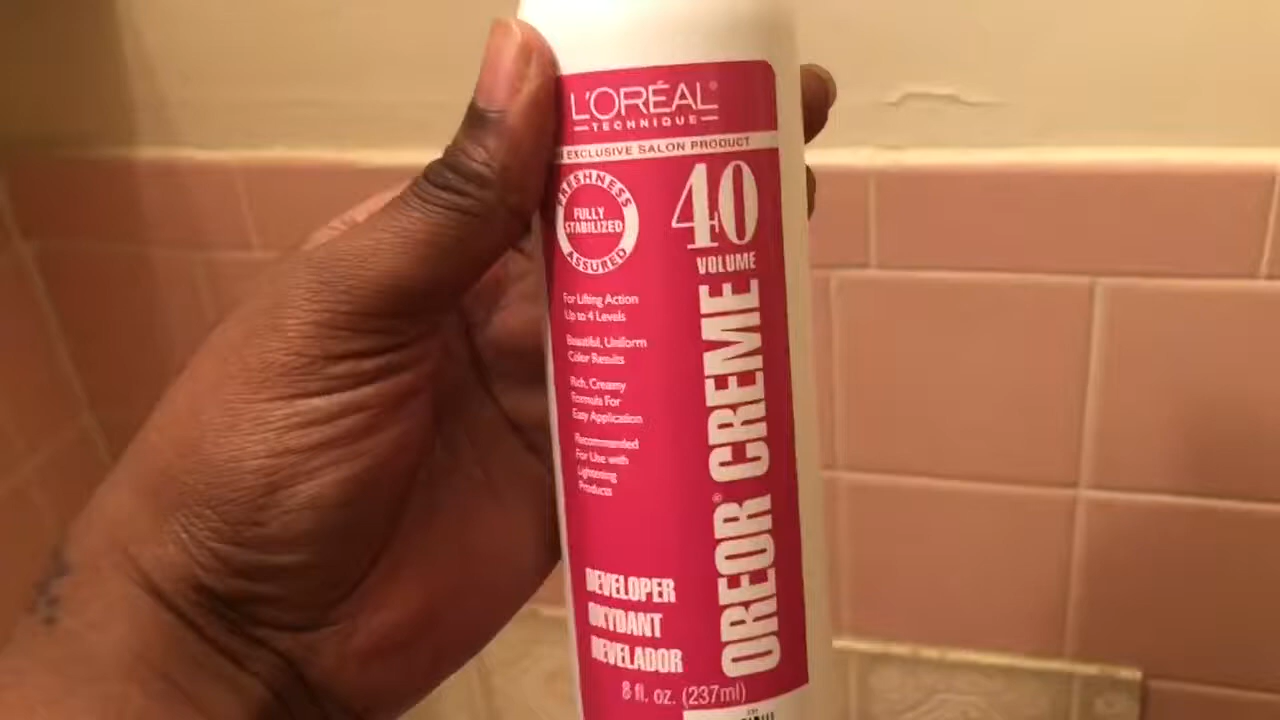 L'ORÉAL®
TECHNIQUE
EXCLUSIVE SALON PRODUCT
FRESHNESS
FULLY
STABILIZED
ASSURED
40
VOLUME
OREOR® CREME
For Lifting Action
Up to 4 Levels
Beautiful, Uniform
Color Results
Rich, Creamy
Formula For
Easy Application
Recommended
For Use with
Lightening
Products
DEVELOPER
OXYDANT
REVELADOR
8 fl. oz. (237ml)